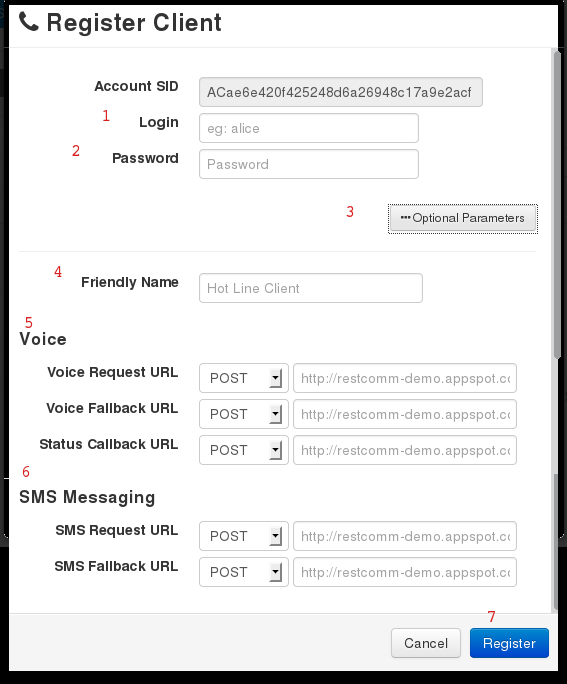 Register Client
Account SID ACae6e420f425248d6a26948c17a9e2acf
1 Login eg: alice
2 Password Password
3 •••Optional Parameters
4 Friendly Name Hot Line Client
5
Voice
Voice Request URL POST http://restcomm-demo.appspot.co
Voice Fallback URL POST http://restcomm-demo.appspot.co
Status Callback URL POST http://restcomm-demo.appspot.co
6
SMS Messaging
SMS Request URL POST http://restcomm-demo.appspot.co
SMS Fallback URL POST http://restcomm-demo.appspot.co
7
Cancel Register